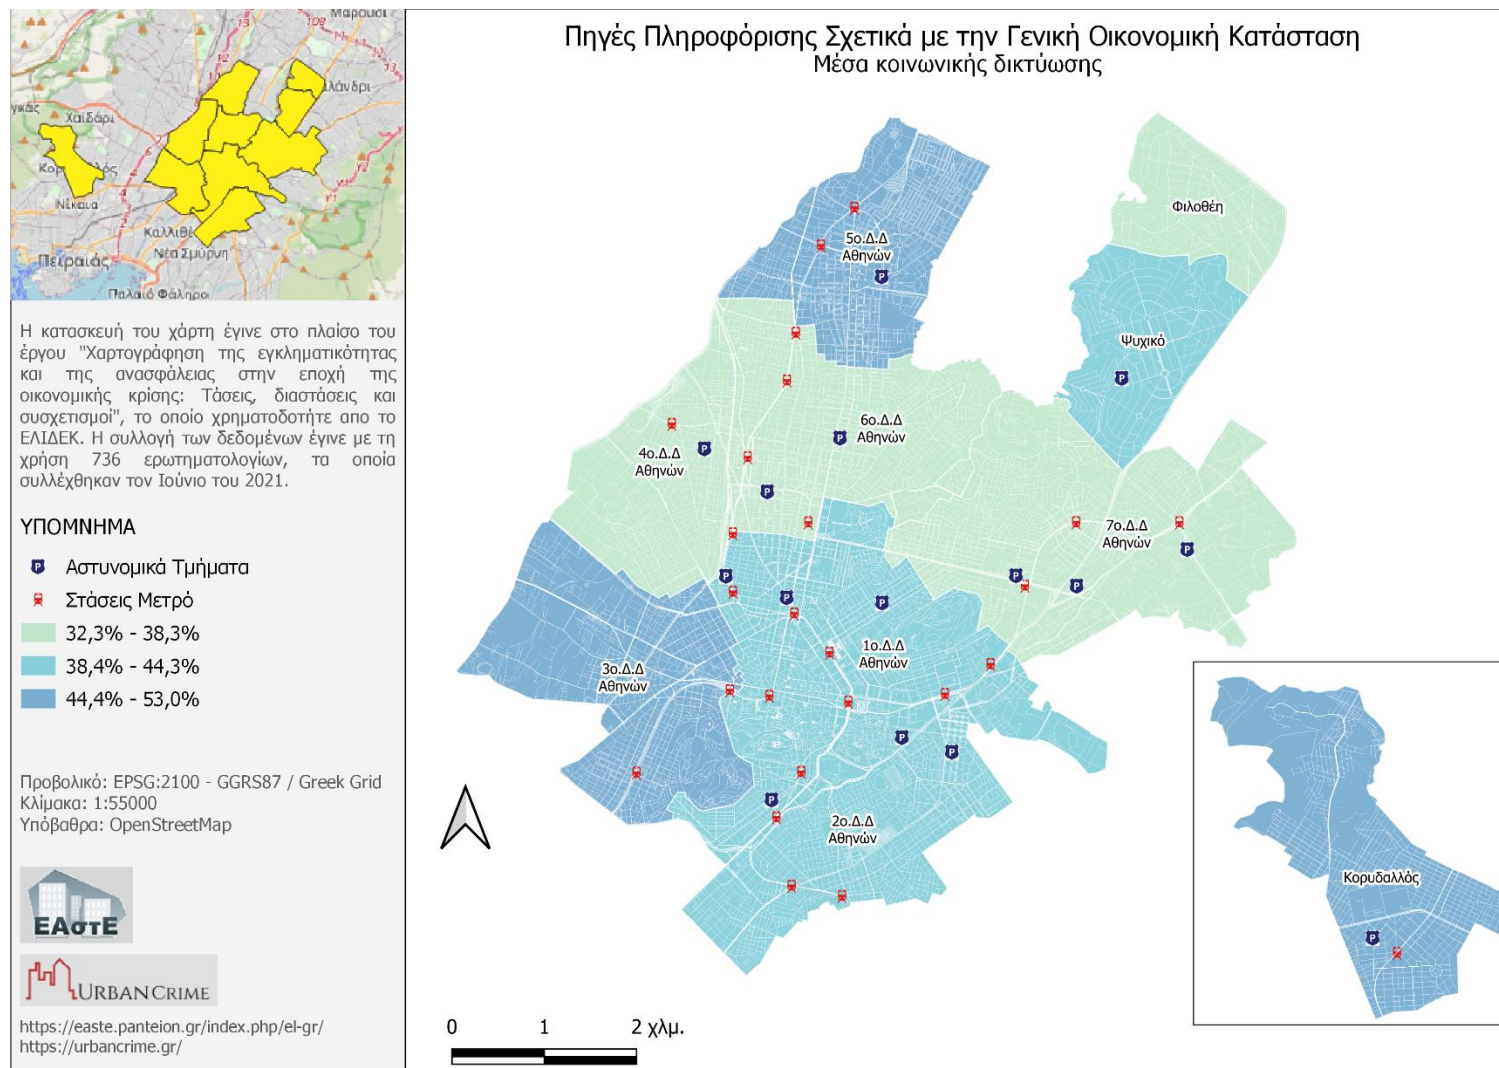 Πηγές Πληροφόρισης Σχετικά με την Γενική Οικονομική Κατάσταση
Μέσα κοινωνικής δικτύωσης
Μαρούσι
Χαϊδάρι
Νίκαια
Πειραιάς
Νέα Σμύρνη
Παλαιό Φάληρο
Η κατασκευή του χάρτη έγινε στο πλαίσο του
έργου "Χαρτογράφηση της εγκληματικότητας
και της ανασφάλειας στην εποχή της
οικονομικής κρίσης: Τάσεις, διαστάσεις και
συσχετισμοί", το οποίο χρηματοδοτήτε απο το
ΕΛΙΔΕΚ. Η συλλογή των δεδομένων έγινε με τη
χρήση 736 ερωτηματολογίων, τα οποία
συλλέχθηκαν τον Ιούνιο του 2021.
ΥΠΟΜΝΗΜΑ
Αστυνομικά Τμήματα
Στάσεις Μετρό
32,3% - 38,3%
38,4% - 44,3%
44,4% - 53,0%
Προβολικό: EPSG:2100 - GGRS87 / Greek Grid
Κλίμακα: 1:55000
Υπόβαθρο: OpenStreetMap
ΕΑστΕ
URBANCRIME
https://easte.panteion.gr/index.php/el-gr/
https://urbancrime.gr/
Φιλοθέη
5ο.Δ.Δ
Αθηνών
Ψυχικό
6ο.Δ.Δ
Αθηνών
4ο.Δ.Δ
Αθηνών
7ο.Δ.Δ
Αθηνών
1ο.Δ.Δ
Αθηνών
3ο.Δ.Δ
Αθηνών
2ο.Δ.Δ
Αθηνών
Κορυδαλλός
0 1 2 χλμ.